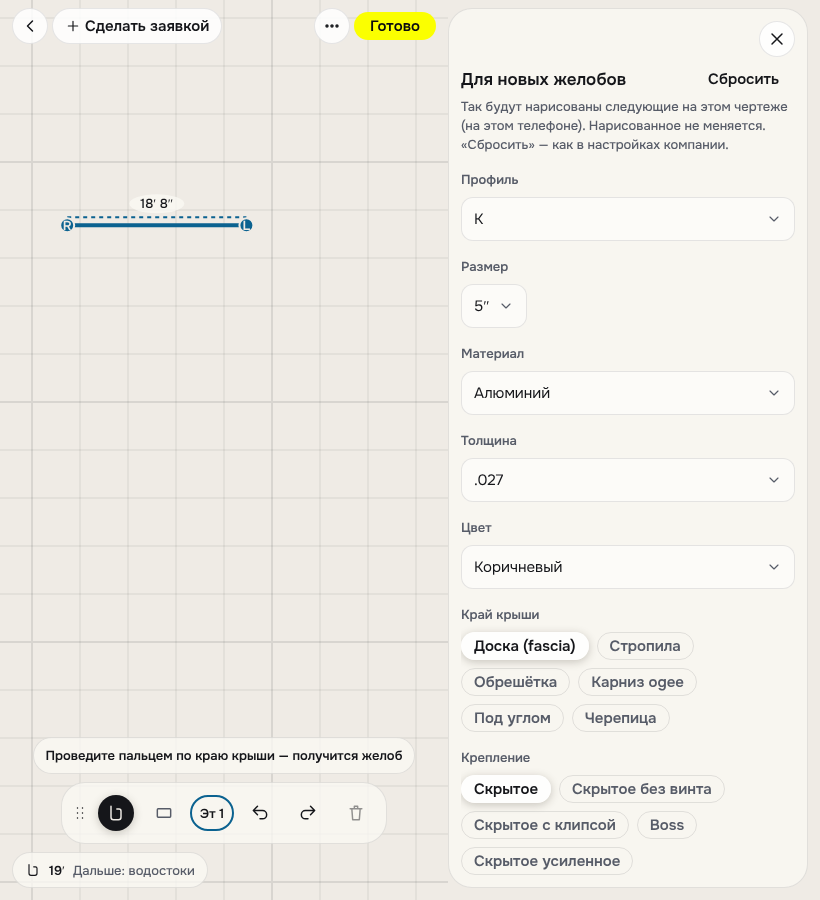 Сделать заявкой
Готово
18′ 8″
R
L
Для новых желобов
Сбросить
Так будут нарисованы следующие на этом чертеже
(на этом телефоне). Нарисованное не меняется.
«Сбросить» — как в настройках компании.
Профиль
K
Размер
5″
Материал
Алюминий
Толщина
.027
Цвет
Коричневый
Край крыши
Доска (fascia)
Стропила
Обрешётка
Карниз ogee
Под углом
Черепица
Крепление
Скрытое
Скрытое без винта
Скрытое с клипсой
Boss
Скрытое усиленное
Проведите пальцем по краю крыши — получится желоб
Эт 1
19′ Дальше: водостоки